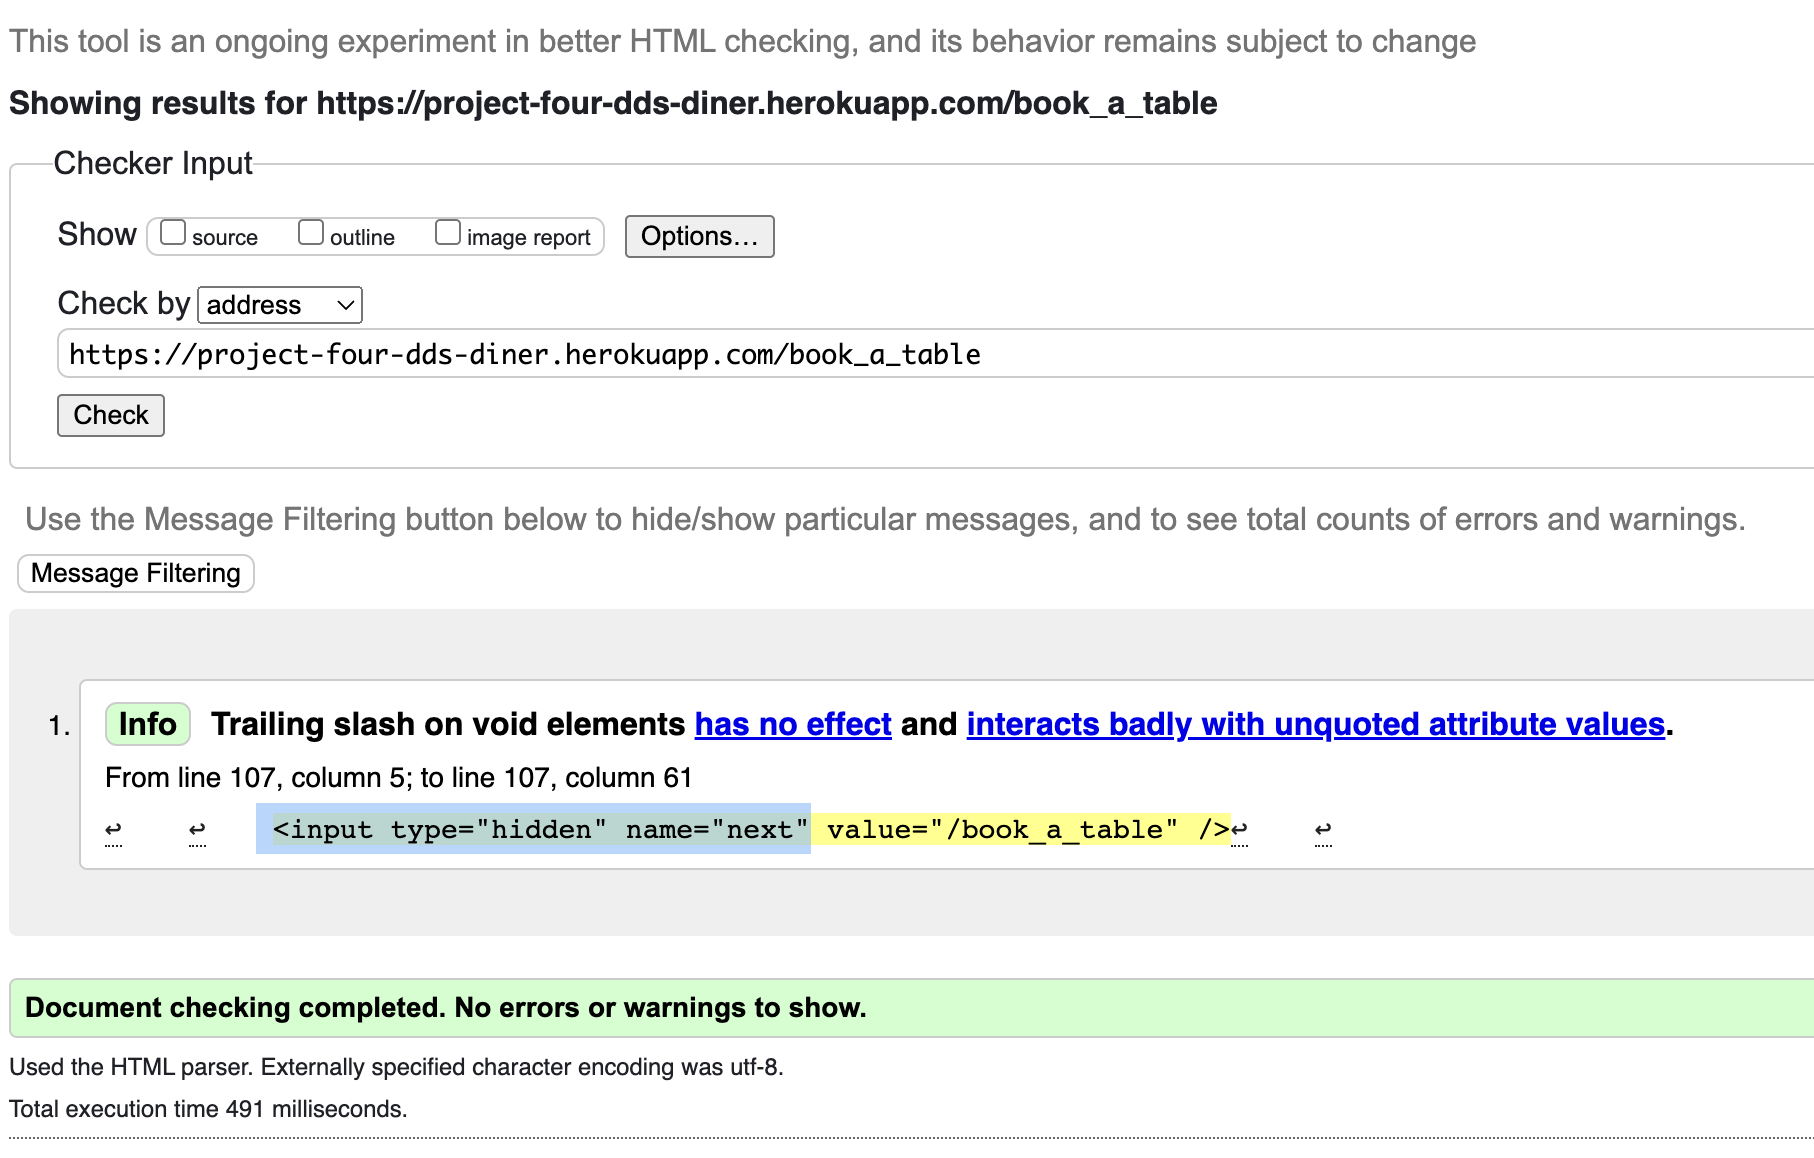 This tool is an ongoing experiment in better HTML checking, and its behavior remains subject to change
Showing results for https://project-four-dds-diner.herokuapp.com/book_a_table
Checker Input
Show source outline image report Options...
Check by address
https://project-four-dds-diner.herokuapp.com/book_a_table
Check
Use the Message Filtering button below to hide/show particular messages, and to see total counts of errors and warnings.
Message Filtering
1. Info Trailing slash on void elements has no effect and interacts badly with unquoted attribute values.
From line 107, column 5; to line 107, column 61
↩ ↩ <input type="hidden" name="next" value="/book_a_table" />↩ ↩
Document checking completed. No errors or warnings to show.
Used the HTML parser. Externally specified character encoding was utf-8.
Total execution time 491 milliseconds.